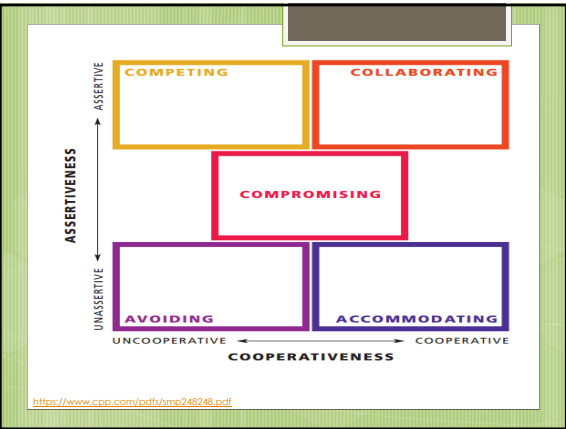 COMPETING
COLLABORATING
ASSERTIVE
ASSERTIVENESS
COMPROMISING
UNASSERTIVE
AVOIDING
ACCOMMODATING
UNCOOPERATIVE
COOPERATIVE
COOPERATIVENESS
https://www.cpp.com/pdfs/smp248248.pdf